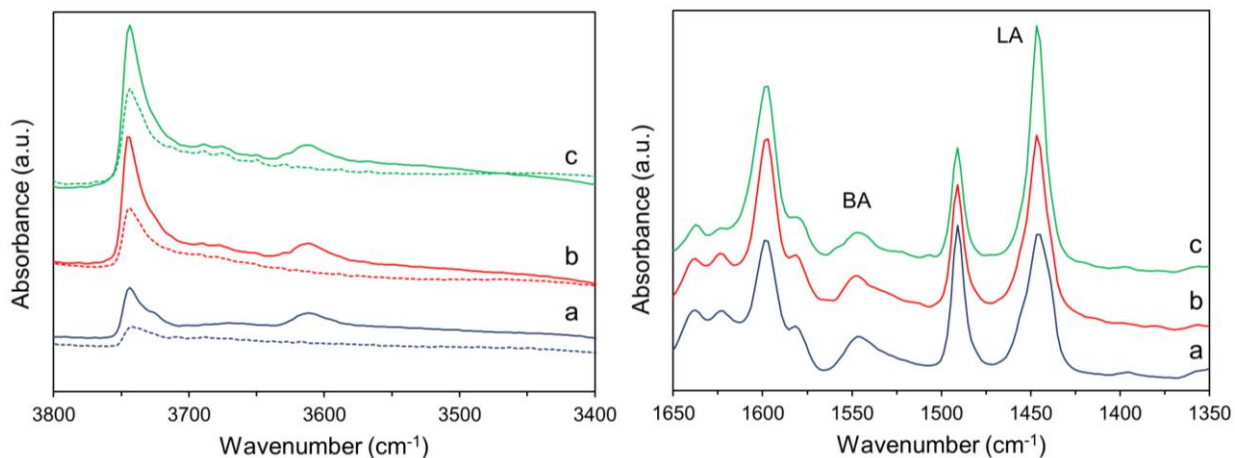 Absorbance (a.u.)
c
b
a
3800 3700 3600 3500 3400
Wavenumber (cm⁻¹)
Absorbance (a.u.)
LA
BA
c
b
a
1650 1600 1550 1500 1450 1400 1350
Wavenumber (cm⁻¹)